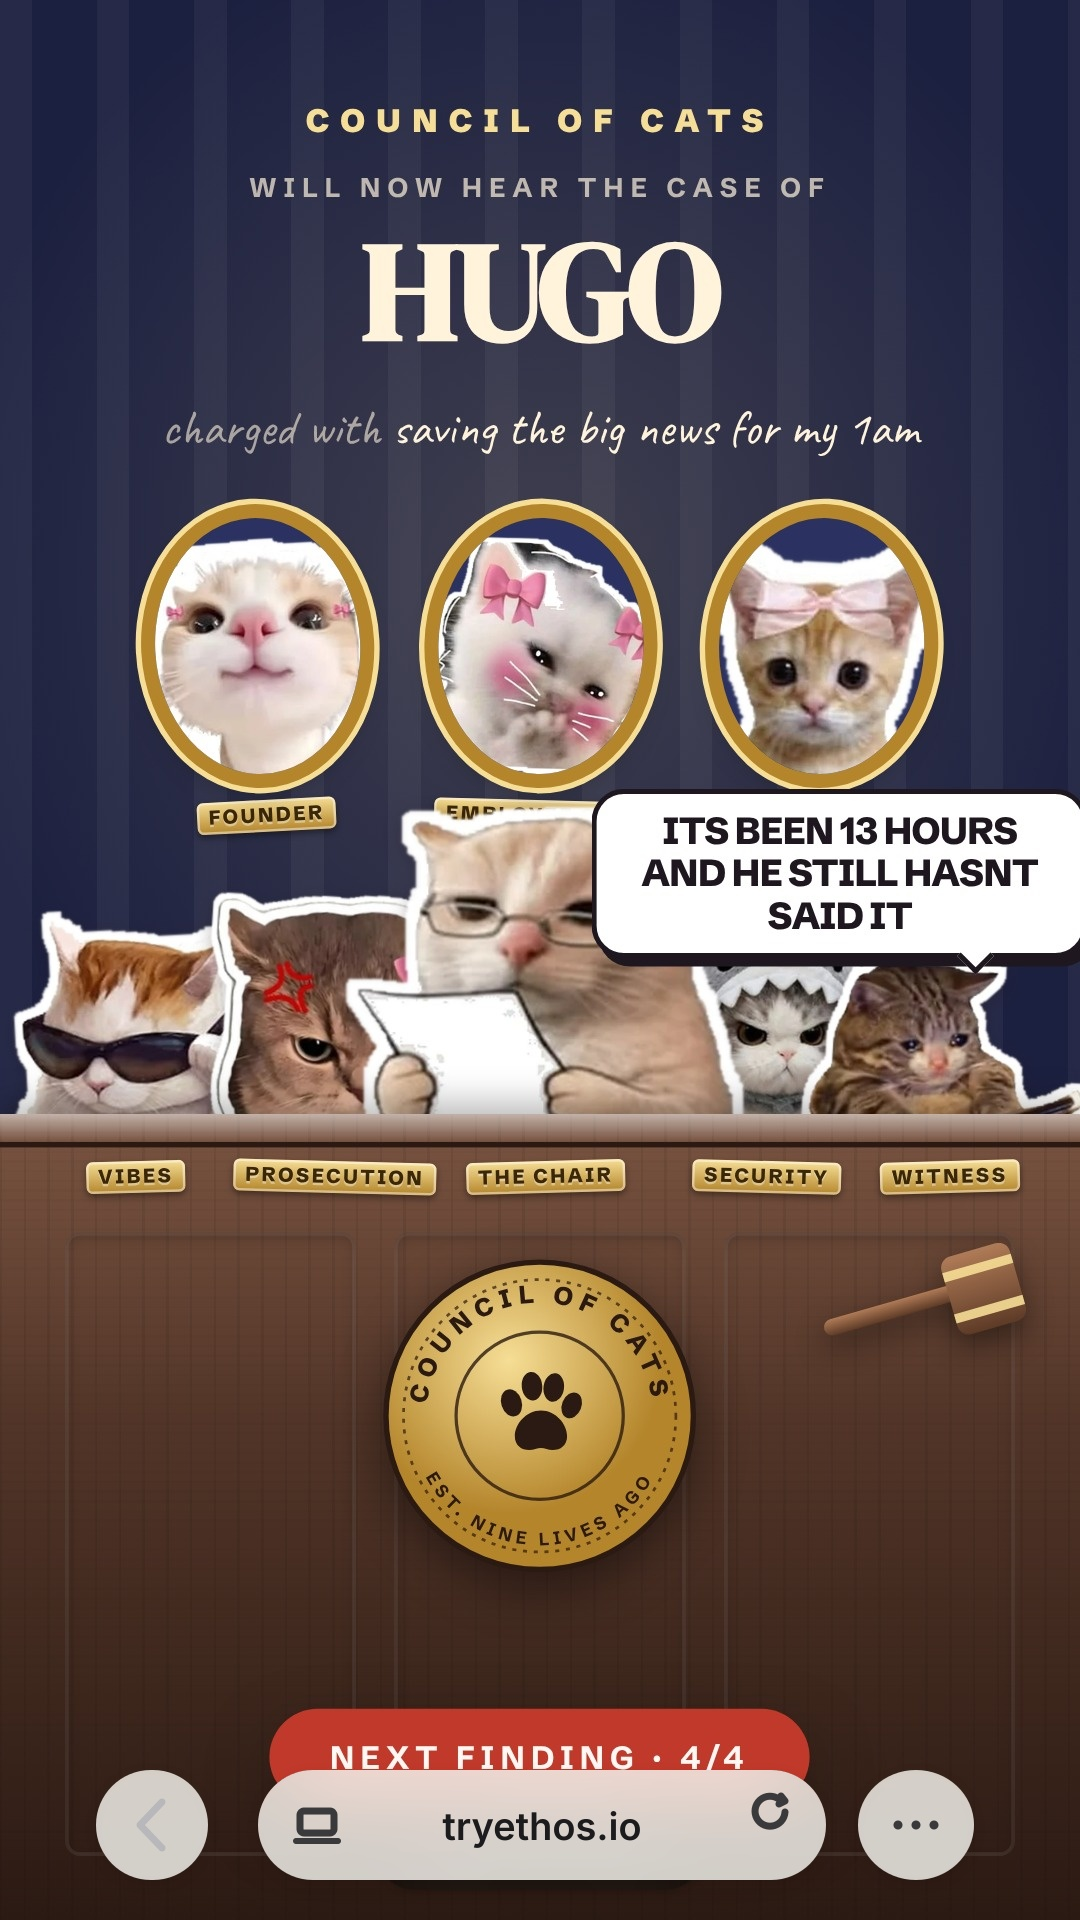 COUNCIL OF CATS
WILL NOW HEAR THE CASE OF
HUGO
charged with saving the big news for my 1am
FOUNDER
ITS BEEN 13 HOURS
AND HE STILL HASNT
SAID IT
VIBES
PROSECUTION
THE CHAIR
SECURITY
WITNESS
COUNCIL OF CATS
EST. NINE LIVES AGO
NEXT FINDING · 4/4
tryethos.io